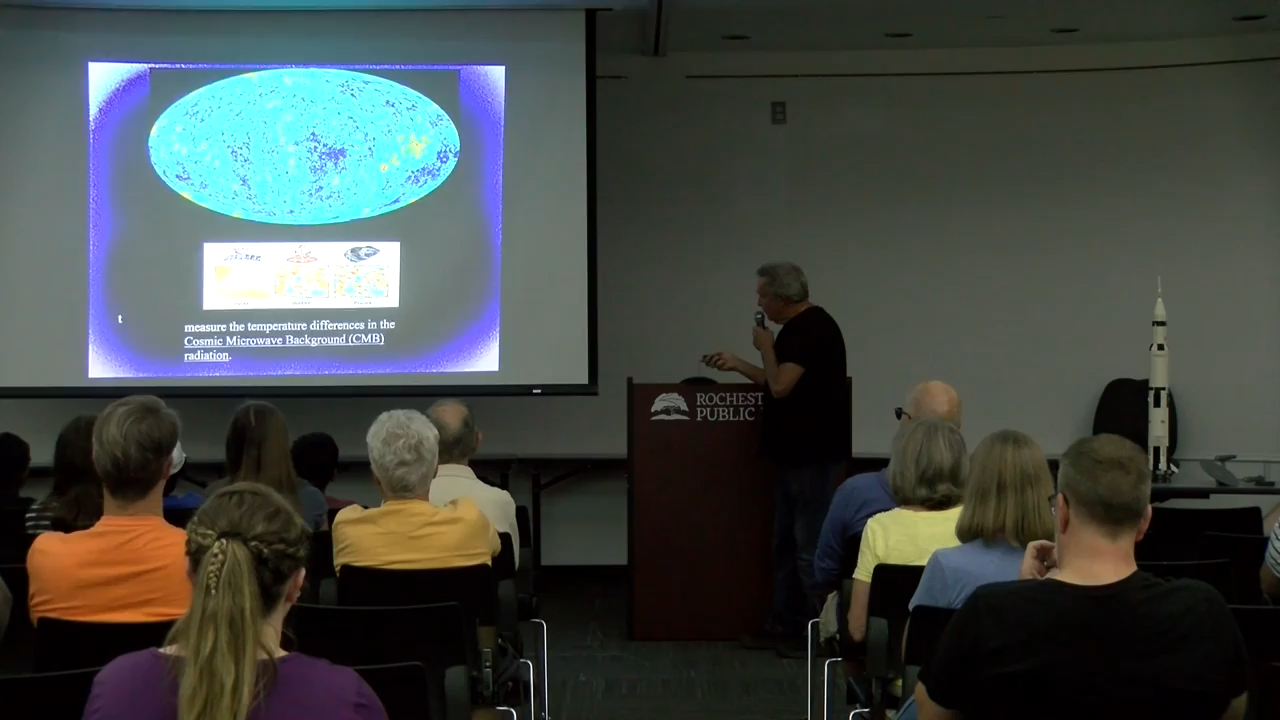 t
measure the temperature differences in the
Cosmic Microwave Background (CMB)
radiation.
ROCHEST
PUBLIC